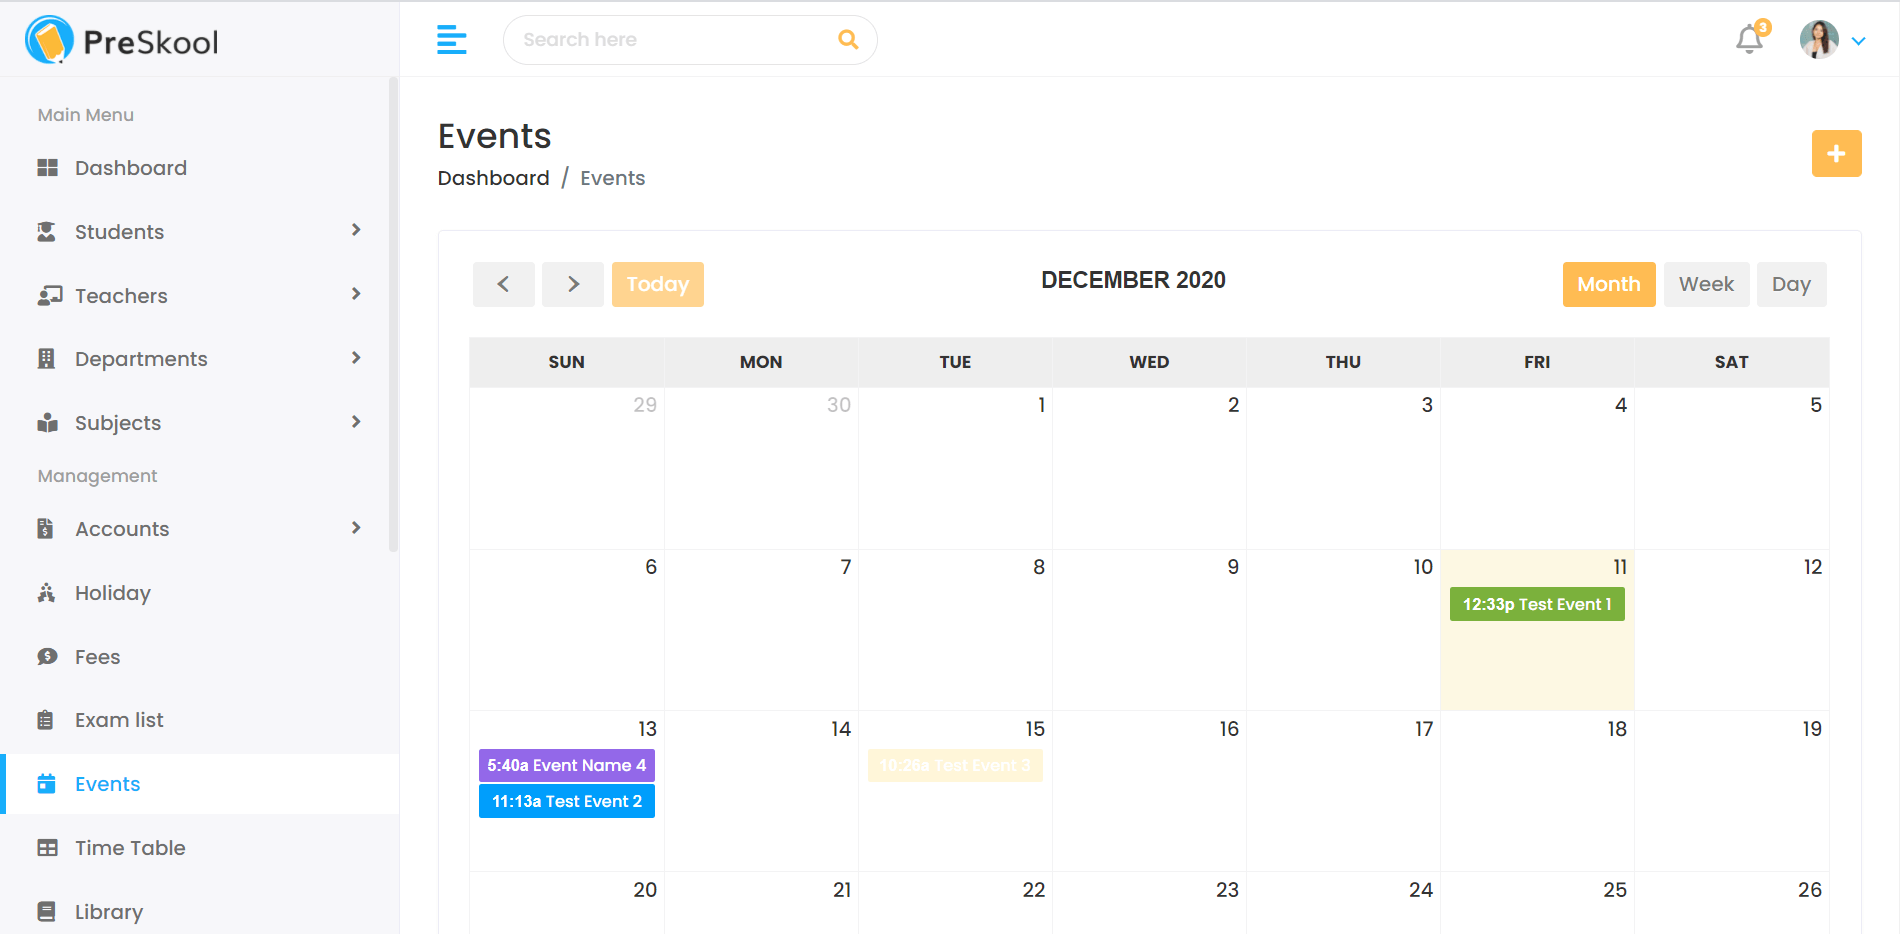 PreSkool
Search here
3
Main Menu
Dashboard
Students
Teachers
Departments
Subjects
Management
Accounts
Holiday
Fees
Exam list
Events
Time Table
Library
Events
Dashboard / Events
Today
DECEMBER 2020
Month Week Day
SUN MON TUE WED THU FRI SAT
29 30 1 2 3 4 5
6 7 8 9 10 11 12
12:33p Test Event 1
13 14 15 16 17 18 19
5:40a Event Name 4
10:26a Test Event 3
11:13a Test Event 2
20 21 22 23 24 25 26